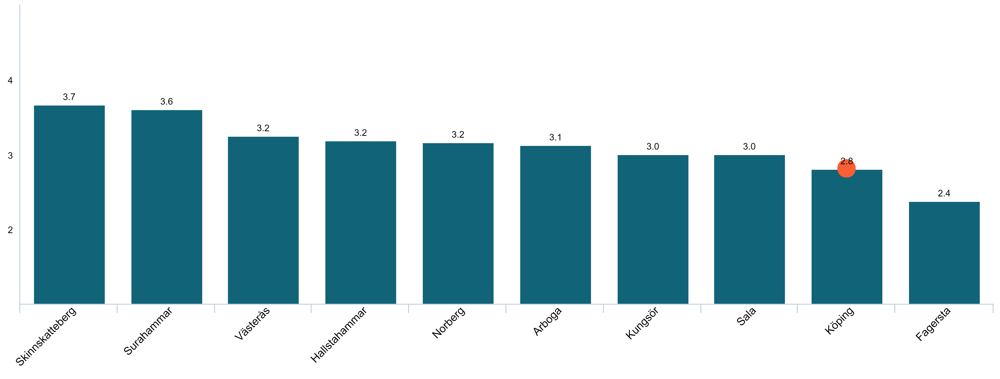 4
3
2
3.7
3.6
3.2
3.2
3.2
3.1
3.0
3.0
2.8
2.4
Skinnskatteberg
Surahammar
Västerås
Hallstahammar
Norberg
Arboga
Kungsör
Sala
Köping
Fagersta